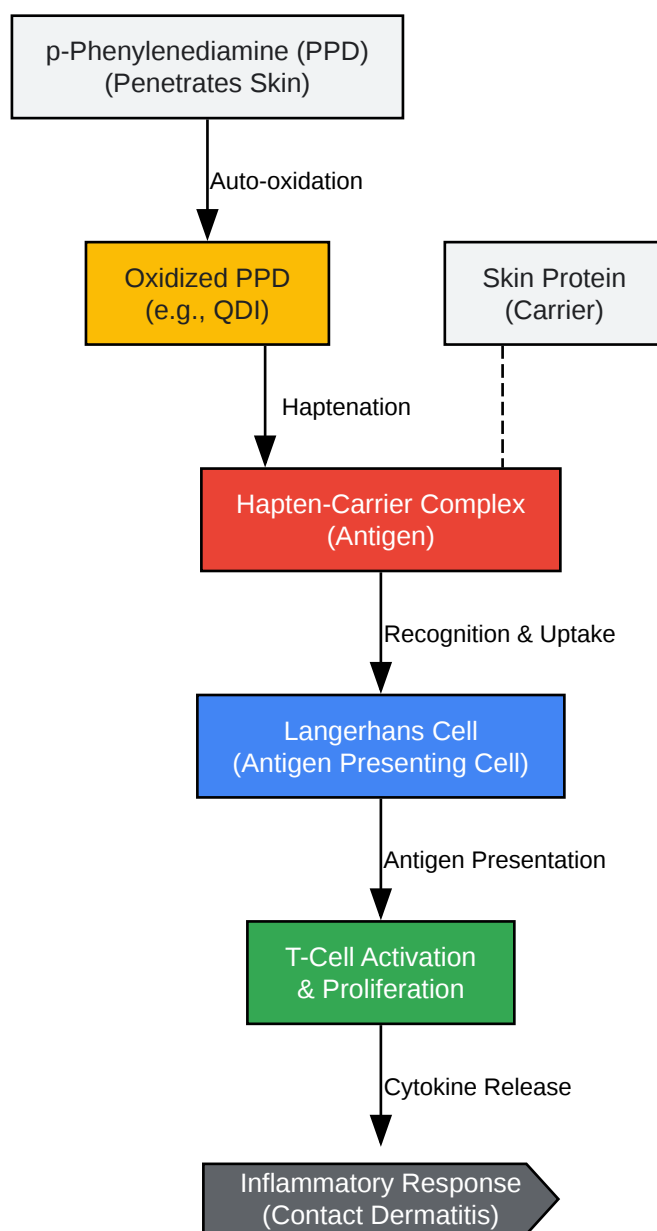 p-Phenylenediamine (PPD)
(Penetrates Skin)
Auto-oxidation
Oxidized PPD
(e.g., QDI)
Skin Protein
(Carrier)
Haptenation
Hapten-Carrier Complex
(Antigen)
Recognition & Uptake
Langerhans Cell
(Antigen Presenting Cell)
Antigen Presentation
T-Cell Activation
& Proliferation
Cytokine Release
Inflammatory Response
(Contact Dermatitis)